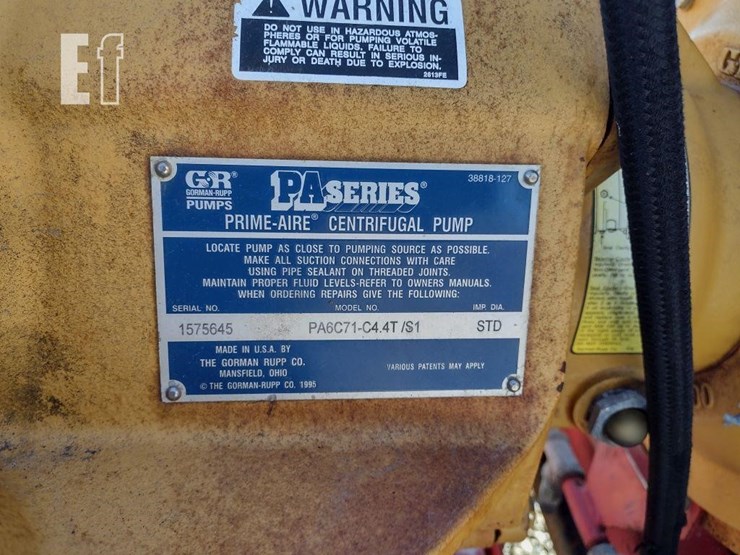 WARNING
DO NOT USE IN HAZARDOUS ATMOS-
PHERES OR FOR PUMPING VOLATILE
FLAMMABLE LIQUIDS. FAILURE TO
COMPLY CAN RESULT IN SERIOUS IN-
JURY OR DEATH DUE TO EXPLOSION.
2613FE
Ef
G&R®
GORMAN-RUPP
PUMPS
PA SERIES®
38818-127
PRIME-AIRE® CENTRIFUGAL PUMP
LOCATE PUMP AS CLOSE TO PUMPING SOURCE AS POSSIBLE.
MAKE ALL SUCTION CONNECTIONS WITH CARE
USING PIPE SEALANT ON THREADED JOINTS.
MAINTAIN PROPER FLUID LEVELS-REFER TO OWNERS MANUALS.
WHEN ORDERING REPAIRS GIVE THE FOLLOWING:
SERIAL NO. MODEL NO. IMP. DIA.
1575645 PA6C71-C4.4T/S1 STD
MADE IN U.S.A. BY
THE GORMAN RUPP CO.
MANSFIELD, OHIO
© THE GORMAN-RUPP CO. 1995
VARIOUS PATENTS MAY APPLY